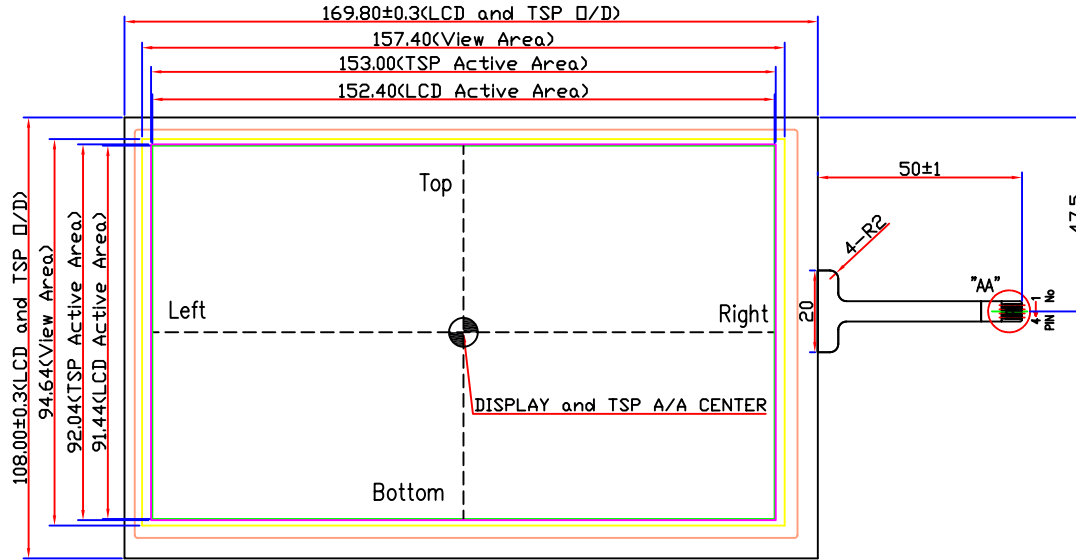 169.80±0.3(LCD and TSP O/D)
157.40(View Area)
153.00(TSP Active Area)
152.40(LCD Active Area)
108.00±0.3(LCD and TSP O/D)
94.64(View Area)
92.04(TSP Active Area)
91.44(LCD Active Area)
Top
Left
Right
Bottom
DISPLAY and TSP A/A CENTER
50±1
4-R2
20
"AA"
1
4
PIN No